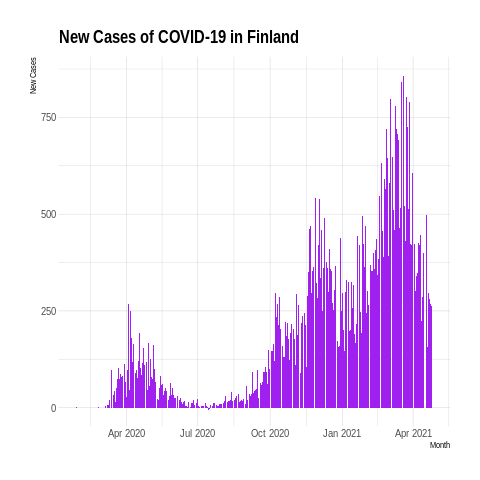 New Cases of COVID-19 in Finland
New Cases
750
500
250
0
Apr 2020 Jul 2020 Oct 2020 Jan 2021 Apr 2021
Month